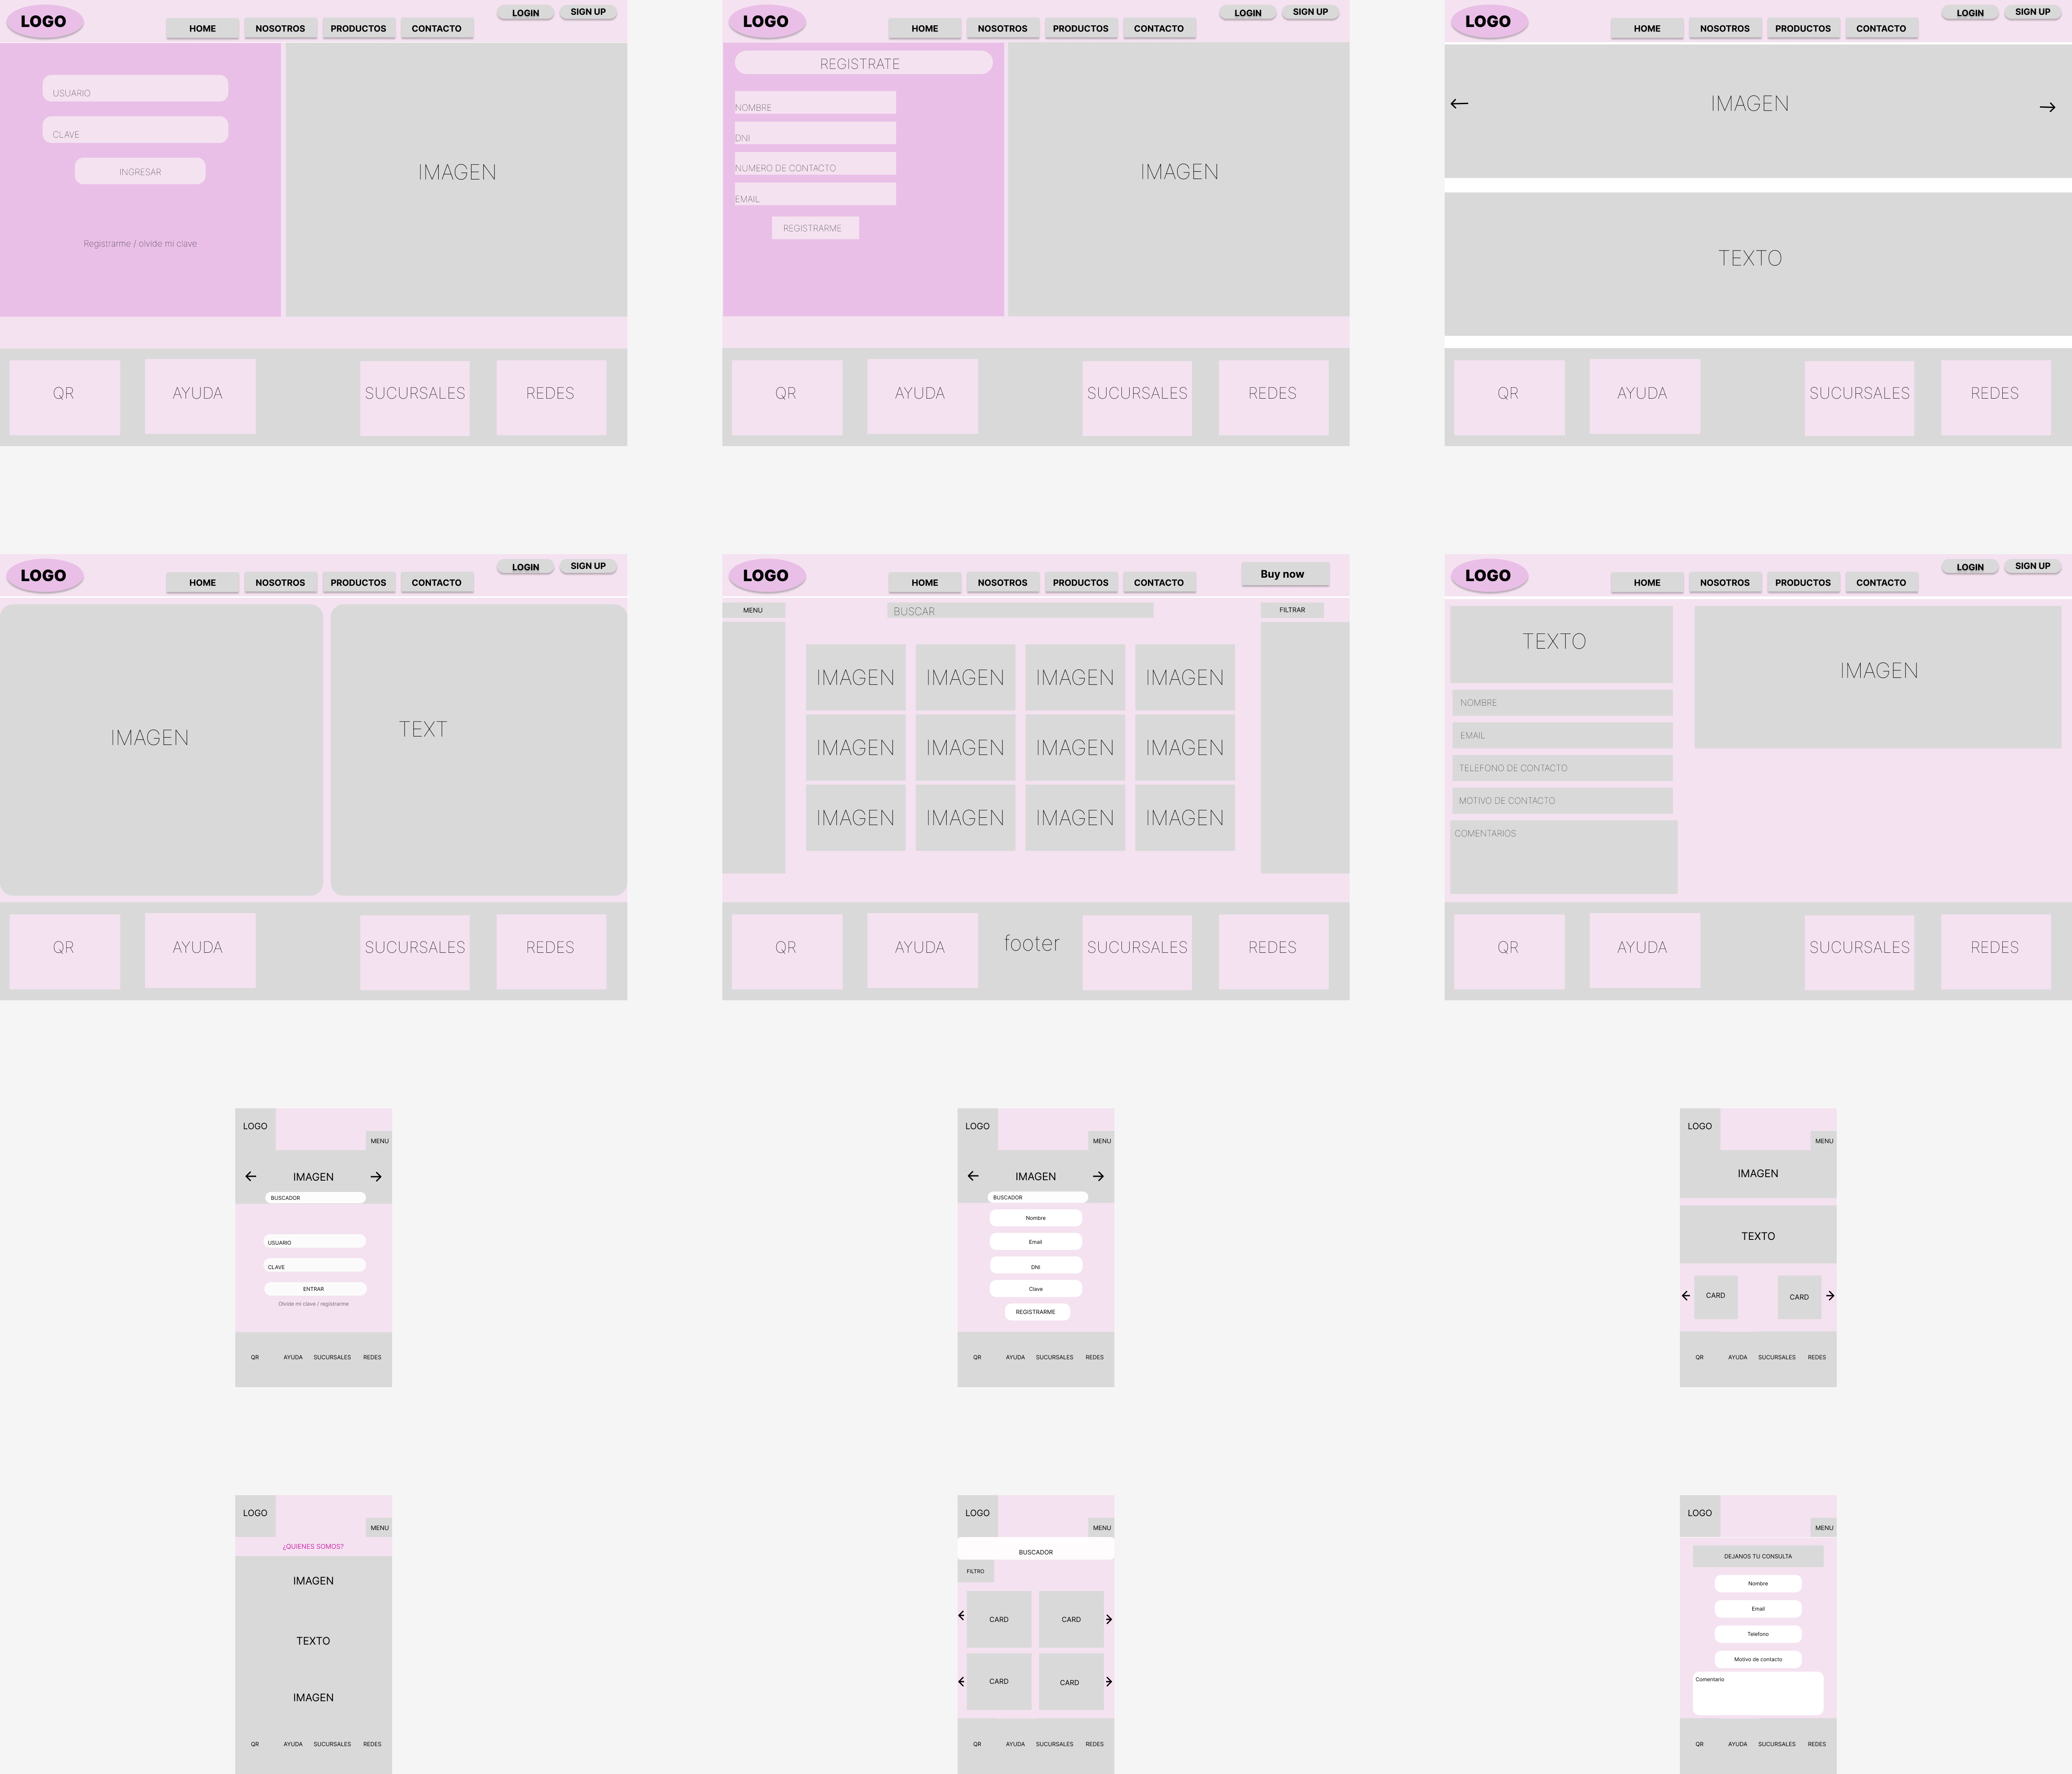 LOGO
HOME
NOSOTROS
PRODUCTOS
CONTACTO
LOGIN
SIGN UP
USUARIO
CLAVE
INGRESAR
Registrarme / olvide mi clave
IMAGEN
QR
AYUDA
SUCURSALES
REDES
LOGO
HOME
NOSOTROS
PRODUCTOS
CONTACTO
LOGIN
SIGN UP
REGISTRATE
NOMBRE
DNI
NUMERO DE CONTACTO
EMAIL
REGISTRARME
IMAGEN
QR
AYUDA
SUCURSALES
REDES
LOGO
HOME
NOSOTROS
PRODUCTOS
CONTACTO
LOGIN
SIGN UP
IMAGEN
TEXTO
QR
AYUDA
SUCURSALES
REDES
LOGO
HOME
NOSOTROS
PRODUCTOS
CONTACTO
LOGIN
SIGN UP
IMAGEN
TEXT
QR
AYUDA
SUCURSALES
REDES
LOGO
HOME
NOSOTROS
PRODUCTOS
CONTACTO
Buy now
MENU
BUSCAR
FILTRAR
IMAGEN
IMAGEN
IMAGEN
IMAGEN
IMAGEN
IMAGEN
IMAGEN
IMAGEN
IMAGEN
IMAGEN
IMAGEN
IMAGEN
QR
AYUDA
footer
SUCURSALES
REDES
LOGO
HOME
NOSOTROS
PRODUCTOS
CONTACTO
LOGIN
SIGN UP
TEXTO
NOMBRE
EMAIL
TELEFONO DE CONTACTO
MOTIVO DE CONTACTO
COMENTARIOS
IMAGEN
QR
AYUDA
SUCURSALES
REDES
LOGO
MENU
IMAGEN
BUSCADOR
USUARIO
CLAVE
ENTRAR
Olvide mi clave / registrarme
QR
AYUDA
SUCURSALES
REDES
LOGO
MENU
IMAGEN
BUSCADOR
Nombre
Email
DNI
Clave
REGISTRARME
QR
AYUDA
SUCURSALES
REDES
LOGO
MENU
IMAGEN
TEXTO
CARD
CARD
QR
AYUDA
SUCURSALES
REDES
LOGO
MENU
¿QUIENES SOMOS?
IMAGEN
TEXTO
IMAGEN
QR
AYUDA
SUCURSALES
REDES
LOGO
MENU
BUSCADOR
FILTRO
CARD
CARD
CARD
CARD
QR
AYUDA
SUCURSALES
REDES
LOGO
MENU
DEJANOS TU CONSULTA
Nombre
Email
Telefono
Motivo de contacto
Comentario
QR
AYUDA
SUCURSALES
REDES